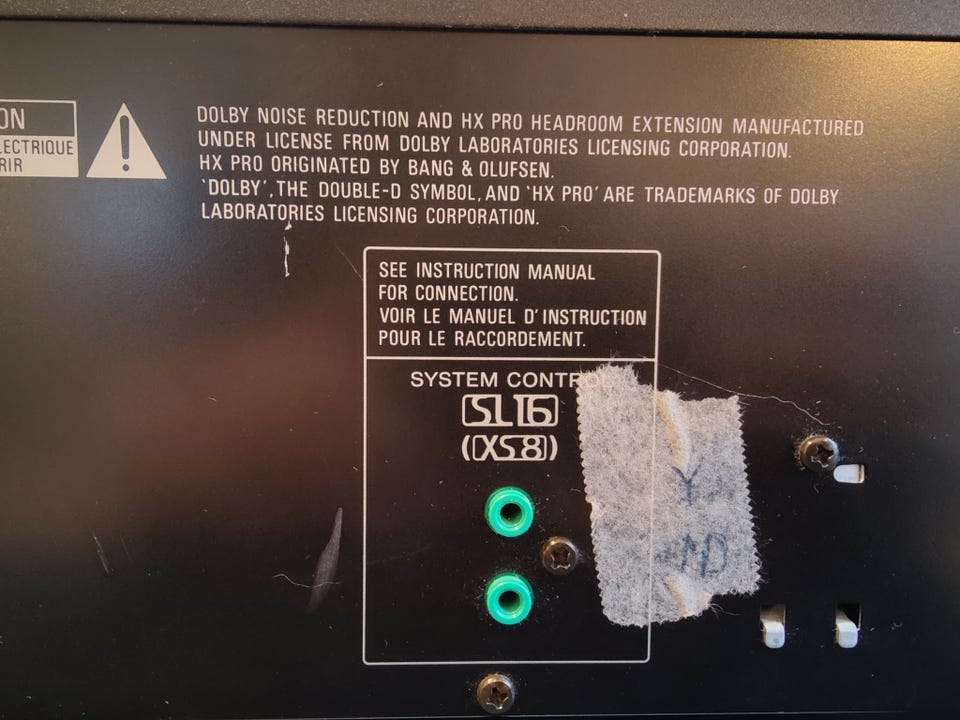 ON
LECTRIQUE
RIR
DOLBY NOISE REDUCTION AND HX PRO HEADROOM EXTENSION MANUFACTURED
UNDER LICENSE FROM DOLBY LABORATORIES LICENSING CORPORATION.
HX PRO ORIGINATED BY BANG & OLUFSEN.
'DOLBY', THE DOUBLE-D SYMBOL, AND 'HX PRO' ARE TRADEMARKS OF DOLBY
LABORATORIES LICENSING CORPORATION.
SEE INSTRUCTION MANUAL
FOR CONNECTION.
VOIR LE MANUEL D'INSTRUCTION
POUR LE RACCORDEMENT.
SYSTEM CONTRO
SL16
(XS8)
Y